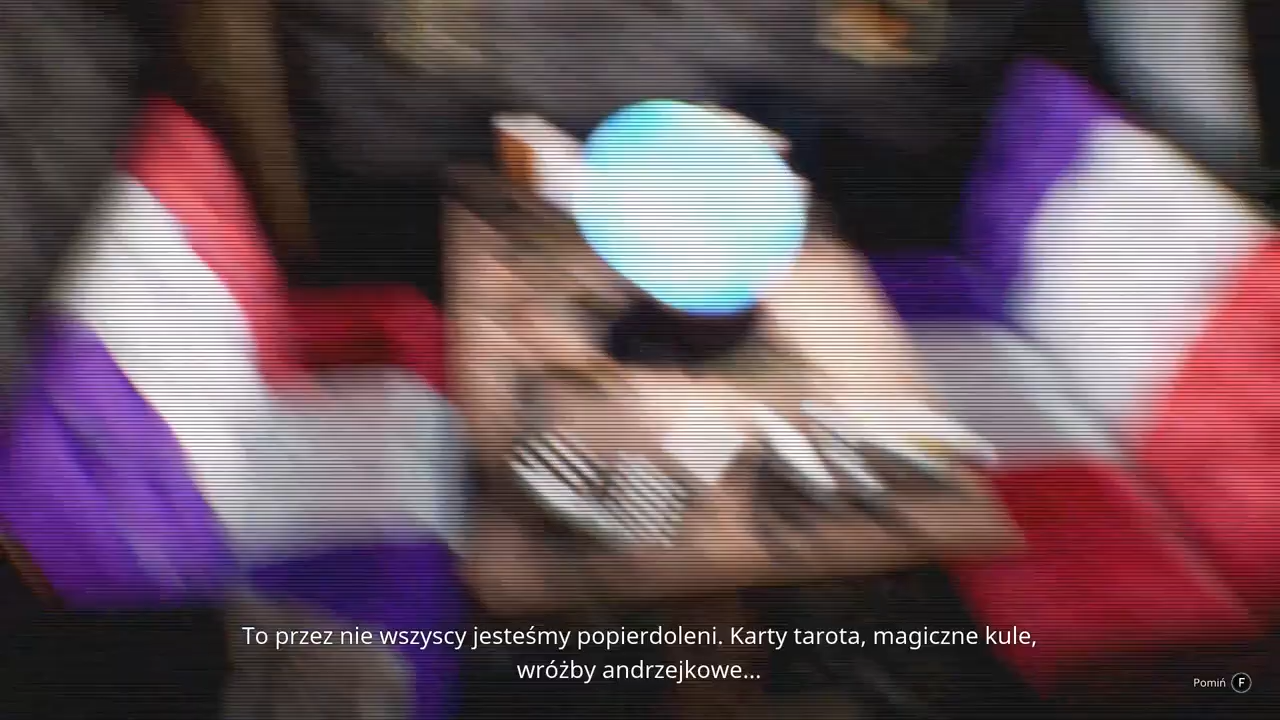 To przez nie wszyscy jesteśmy popierdoleni. Karty tarota, magiczne kule,
wróżby andrzejkowe...
Pomiń F